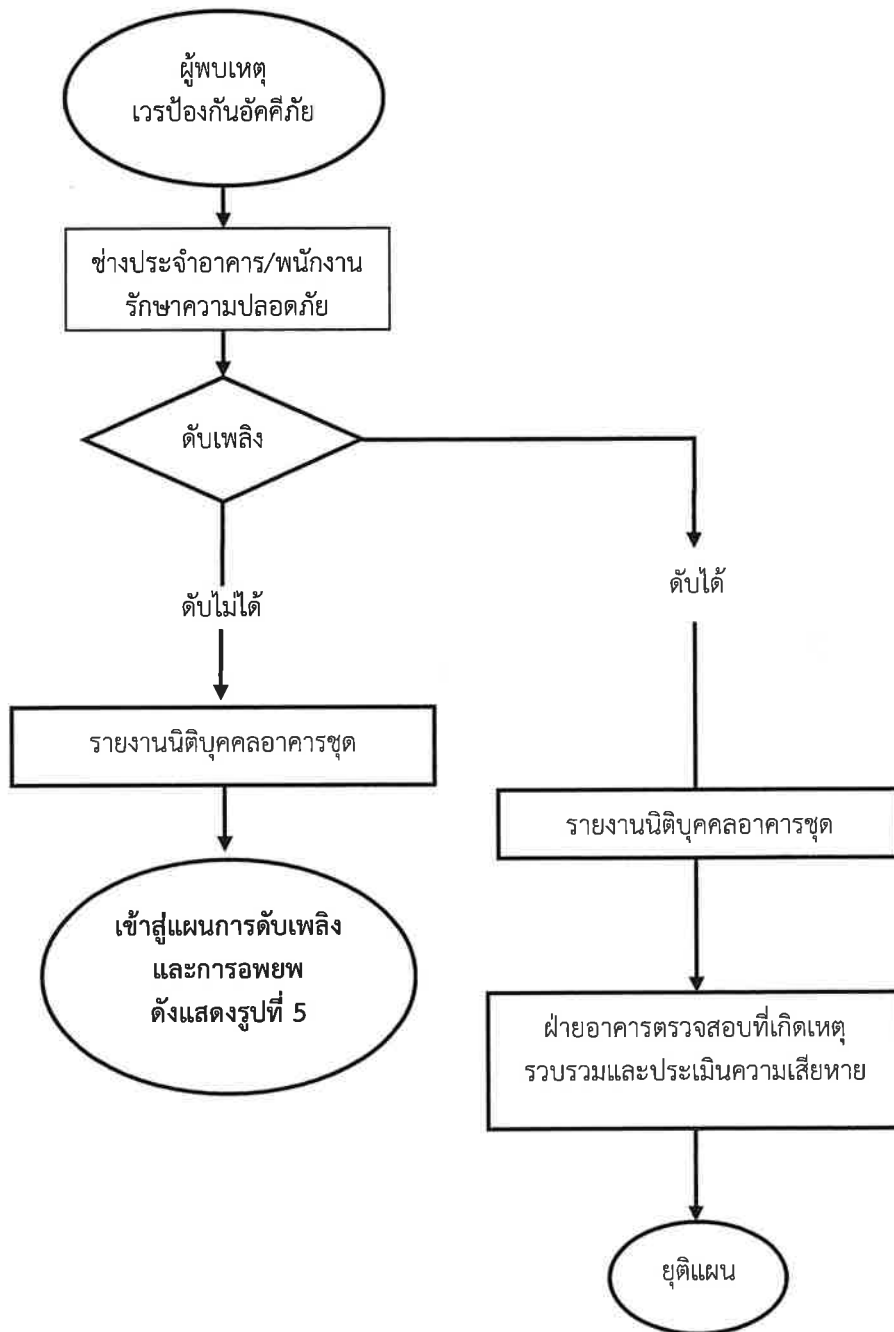 ผู้พบเหตุ
เวรป้องกันอัคคีภัย
ช่างประจำอาคาร/พนักงาน
รักษาความปลอดภัย
ดับเพลิง
ดับไม่ได้
รายงานนิติบุคคลอาคารชุด
เข้าสู่แผนการดับเพลิง
และการอพยพ
ดังแสดงรูปที่ 5
ดับได้
รายงานนิติบุคคลอาคารชุด
ฝ่ายอาคารตรวจสอบที่เกิดเหตุ
รวบรวมและประเมินความเสียหาย
ยุติแผน